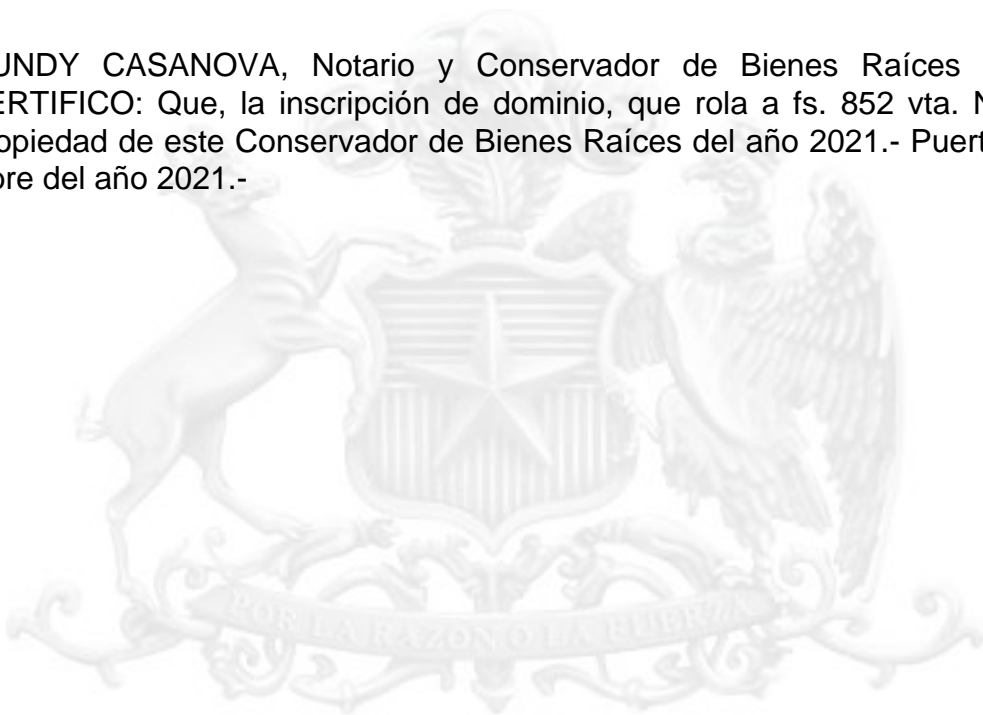 UNDY CASANOVA, Notario y Conservador de Bienes Raíces
ERTIFICO: Que, la inscripción de dominio, que rola a fs. 852 vta. N
opiedad de este Conservador de Bienes Raíces del año 2021.- Puert
bre del año 2021.-
POR LA RAZON O LA FUERZA